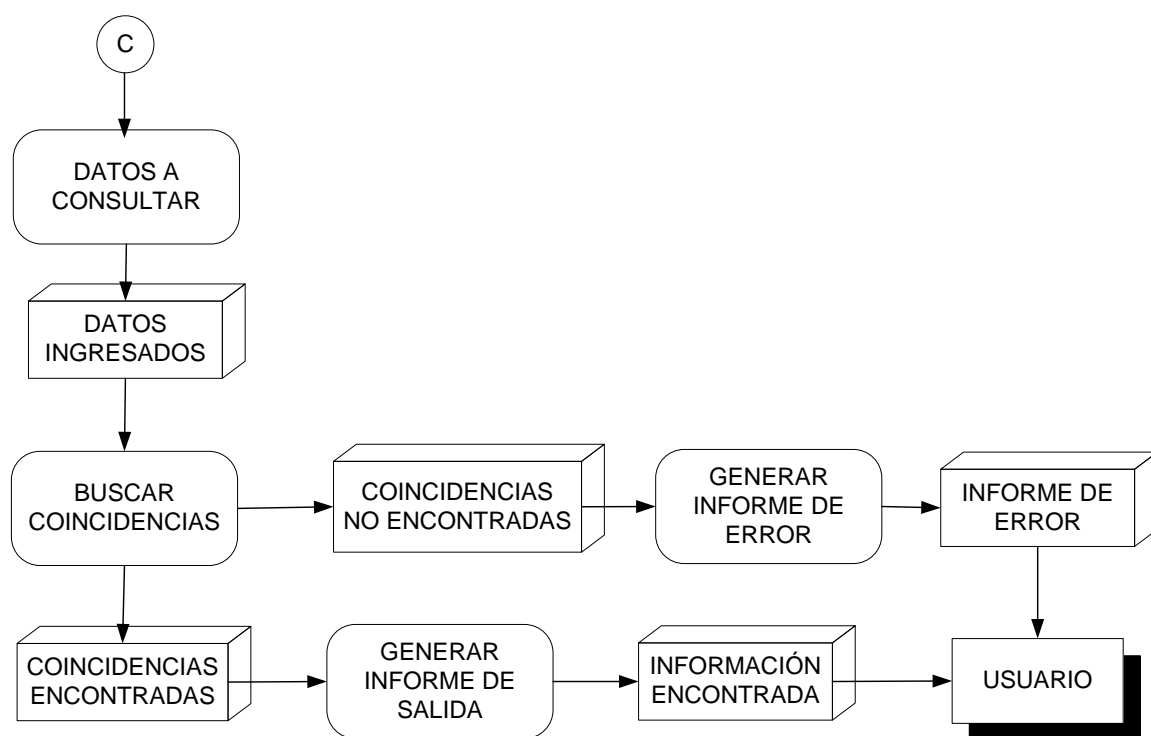 C
DATOS A
CONSULTAR
DATOS
INGRESADOS
BUSCAR
COINCIDENCIAS
COINCIDENCIAS
NO ENCONTRADAS
GENERAR
INFORME DE
ERROR
INFORME DE
ERROR
COINCIDENCIAS
ENCONTRADAS
GENERAR
INFORME DE
SALIDA
INFORMACIÓN
ENCONTRADA
USUARIO